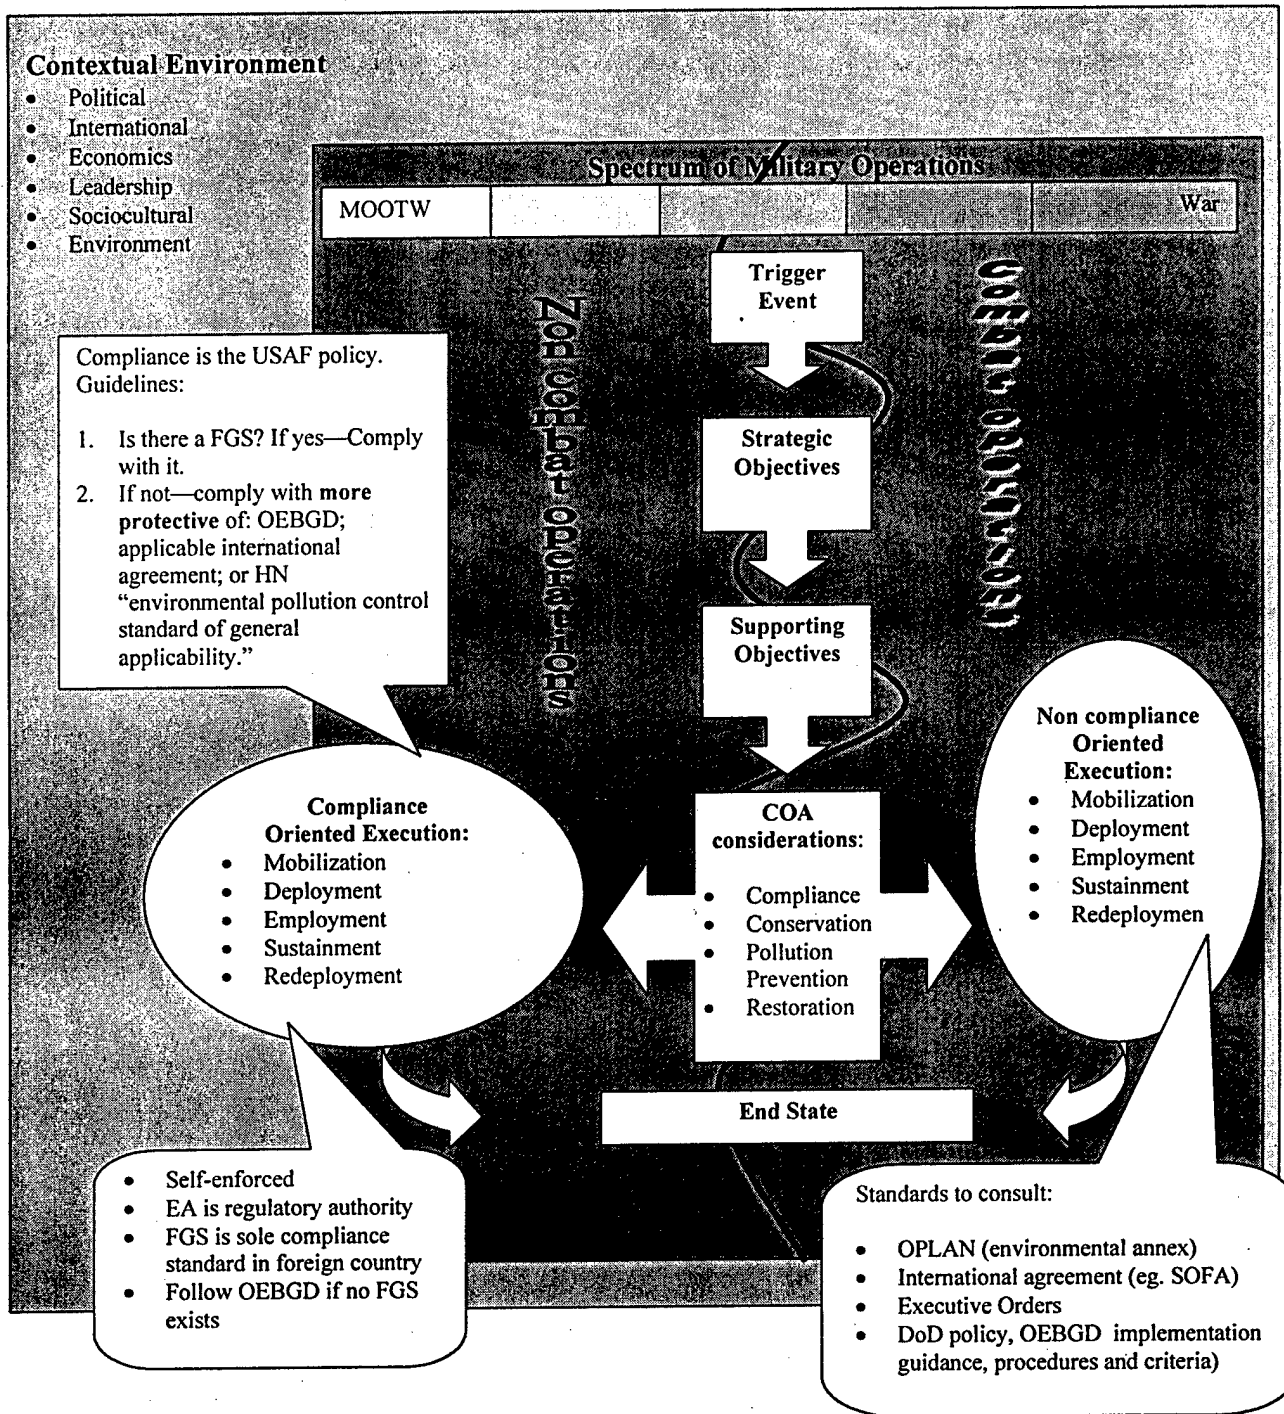 Contextual Environment
• Political
• International
• Economics
• Leadership
• Sociocultural
• Environment
Spectrum of Military Operations
MOOTW
War
Trigger
Event
Non combat operations
Combat operations
Compliance is the USAF policy.
Guidelines:
1. Is there a FGS? If yes—Comply
with it.
2. If not—comply with more
protective of: OEBGD;
applicable international
agreement; or HN
“environmental pollution control
standard of general
applicability.”
Strategic
Objectives
Supporting
Objectives
Compliance
Oriented Execution:
• Mobilization
• Deployment
• Employment
• Sustainment
• Redeployment
COA
considerations:
• Compliance
• Conservation
• Pollution
Prevention
• Restoration
Non compliance
Oriented
Execution:
• Mobilization
• Deployment
• Employment
• Sustainment
• Redeploymen
End State
• Self-enforced
• EA is regulatory authority
• FGS is sole compliance
standard in foreign country
• Follow OEBGD if no FGS
exists
Standards to consult:
• OPLAN (environmental annex)
• International agreement (eg. SOFA)
• Executive Orders
• DoD policy, OEBGD implementation
guidance, procedures and criteria)